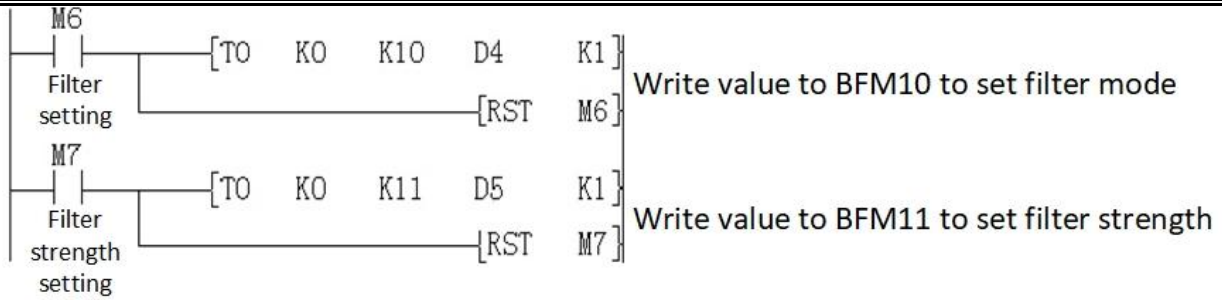 M6
[TO K0 K10 D4 K1]
Filter
setting
[RST M6]
Write value to BFM10 to set filter mode
M7
[TO K0 K11 D5 K1]
Filter
strength
setting
[RST M7]
Write value to BFM11 to set filter strength